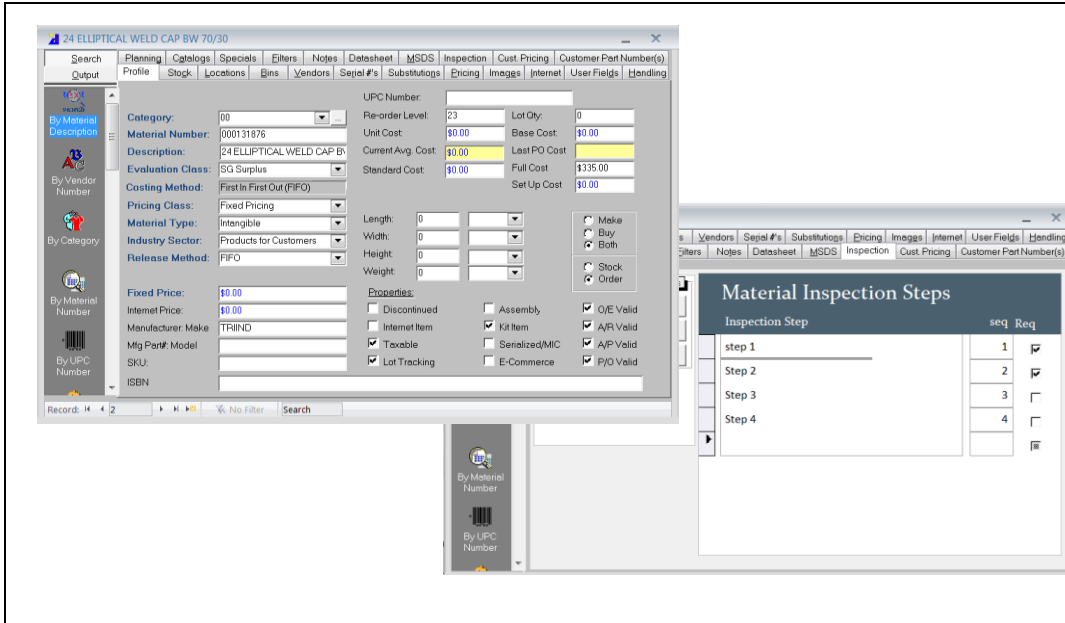 24 ELLIPTICAL WELD CAP BW 70/30
Search
Output
Planning Catalogs Specials Filters Notes Datasheet MSDS Inspection Cust. Pricing Customer Part Number(s)
Profile Stock Locations Bins Vendors Serial #'s Substitutions Pricing Images Internet User Fields Handling
By Material
Description
By Vendor
Number
By Category
By Material
Number
By UPC
Number
UPC Number:
Category: 00 ...
Re-order Level: 23 Lot Qty: 0
Material Number: 000131876
Unit Cost: $0.00 Base Cost: $0.00
Description: 24 ELLIPTICAL WELD CAP
Current Avg. Cost: $0.00 Last PO Cost
Evaluation Class: SG Surplus
Standard Cost: $0.00 Full Cost $335.00
Costing Method: First In First Out (FIFO)
Set Up Cost $0.00
Pricing Class: Fixed Pricing
Material Type: Intangible
Industry Sector: Products for Customers
Release Method: FIFO
Length: 0
Width: 0
Height: 0
Weight: 0
Make
Buy
Both
Stock
Order
Fixed Price: $0.00
Internet Price: $0.00
Manufacturer: Make TRIIND
Mfg Part#: Model
SKU:
ISBN
Properties:
Discontinued Assembly O/E Valid
Internet Item Kit Item A/R Valid
Taxable Serialized/MIC A/P Valid
Lot Tracking E-Commerce P/O Valid
Record: 2 No Filter Search
s Vendors Serial #'s Substitutions Pricing Images Internet User Fields Handling
Filters Notes Datasheet MSDS Inspection Cust. Pricing Customer Part Number(s)
Material Inspection Steps
Inspection Step seq Req
step 1 1
Step 2 2
Step 3 3
Step 4 4
By Material
Number
By UPC
Number